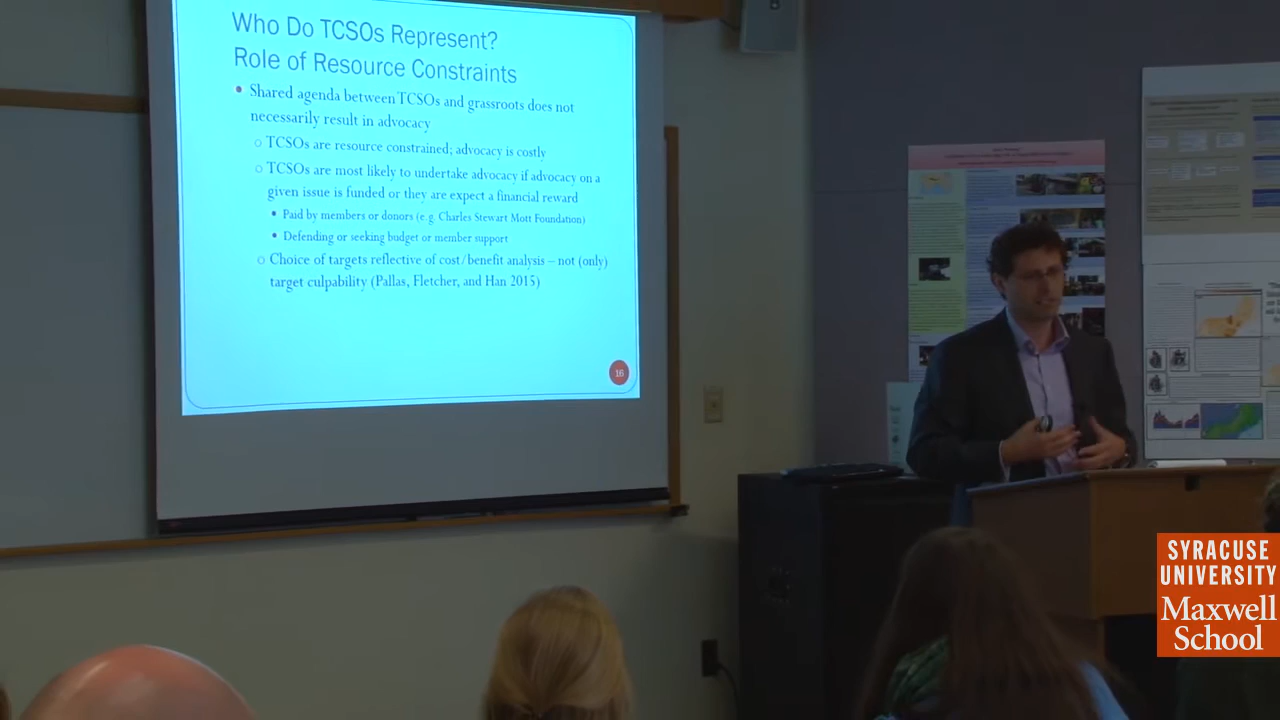 Who Do TCSOs Represent?
Role of Resource Constraints
Shared agenda between TCSOs and grassroots does not
necessarily result in advocacy
TCSOs are resource constrained; advocacy is costly
TCSOs are most likely to undertake advocacy if advocacy on a
given issue is funded or they are expect a financial reward
Paid by members or donors (e.g. Charles Stewart Mott Foundation)
Defending or seeking budget or member support
Choice of targets reflective of cost/benefit analysis – not (only)
target culpability (Pallas, Fletcher, and Han 2015)
16
SYRACUSE
UNIVERSITY
Maxwell
School